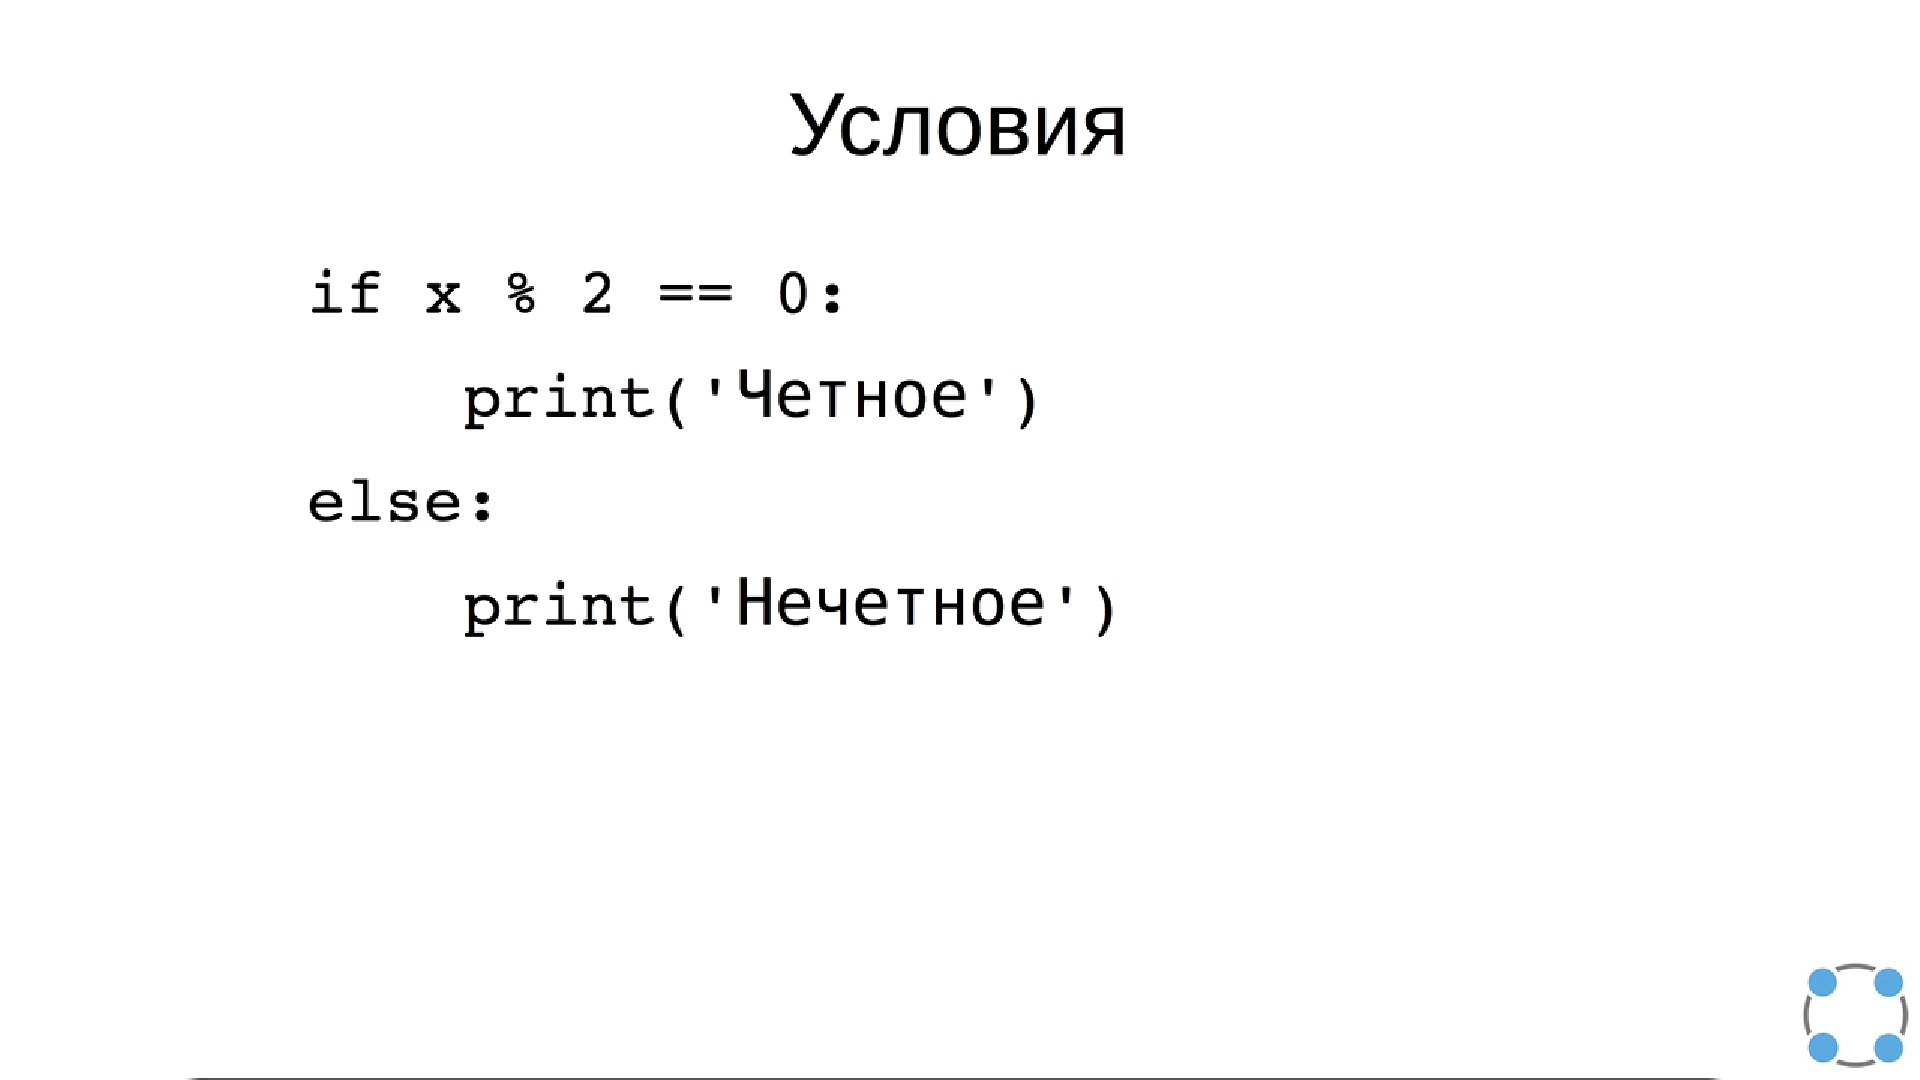 Условия
if x % 2 == 0:
    print('Четное')
else:
    print('Нечетное')